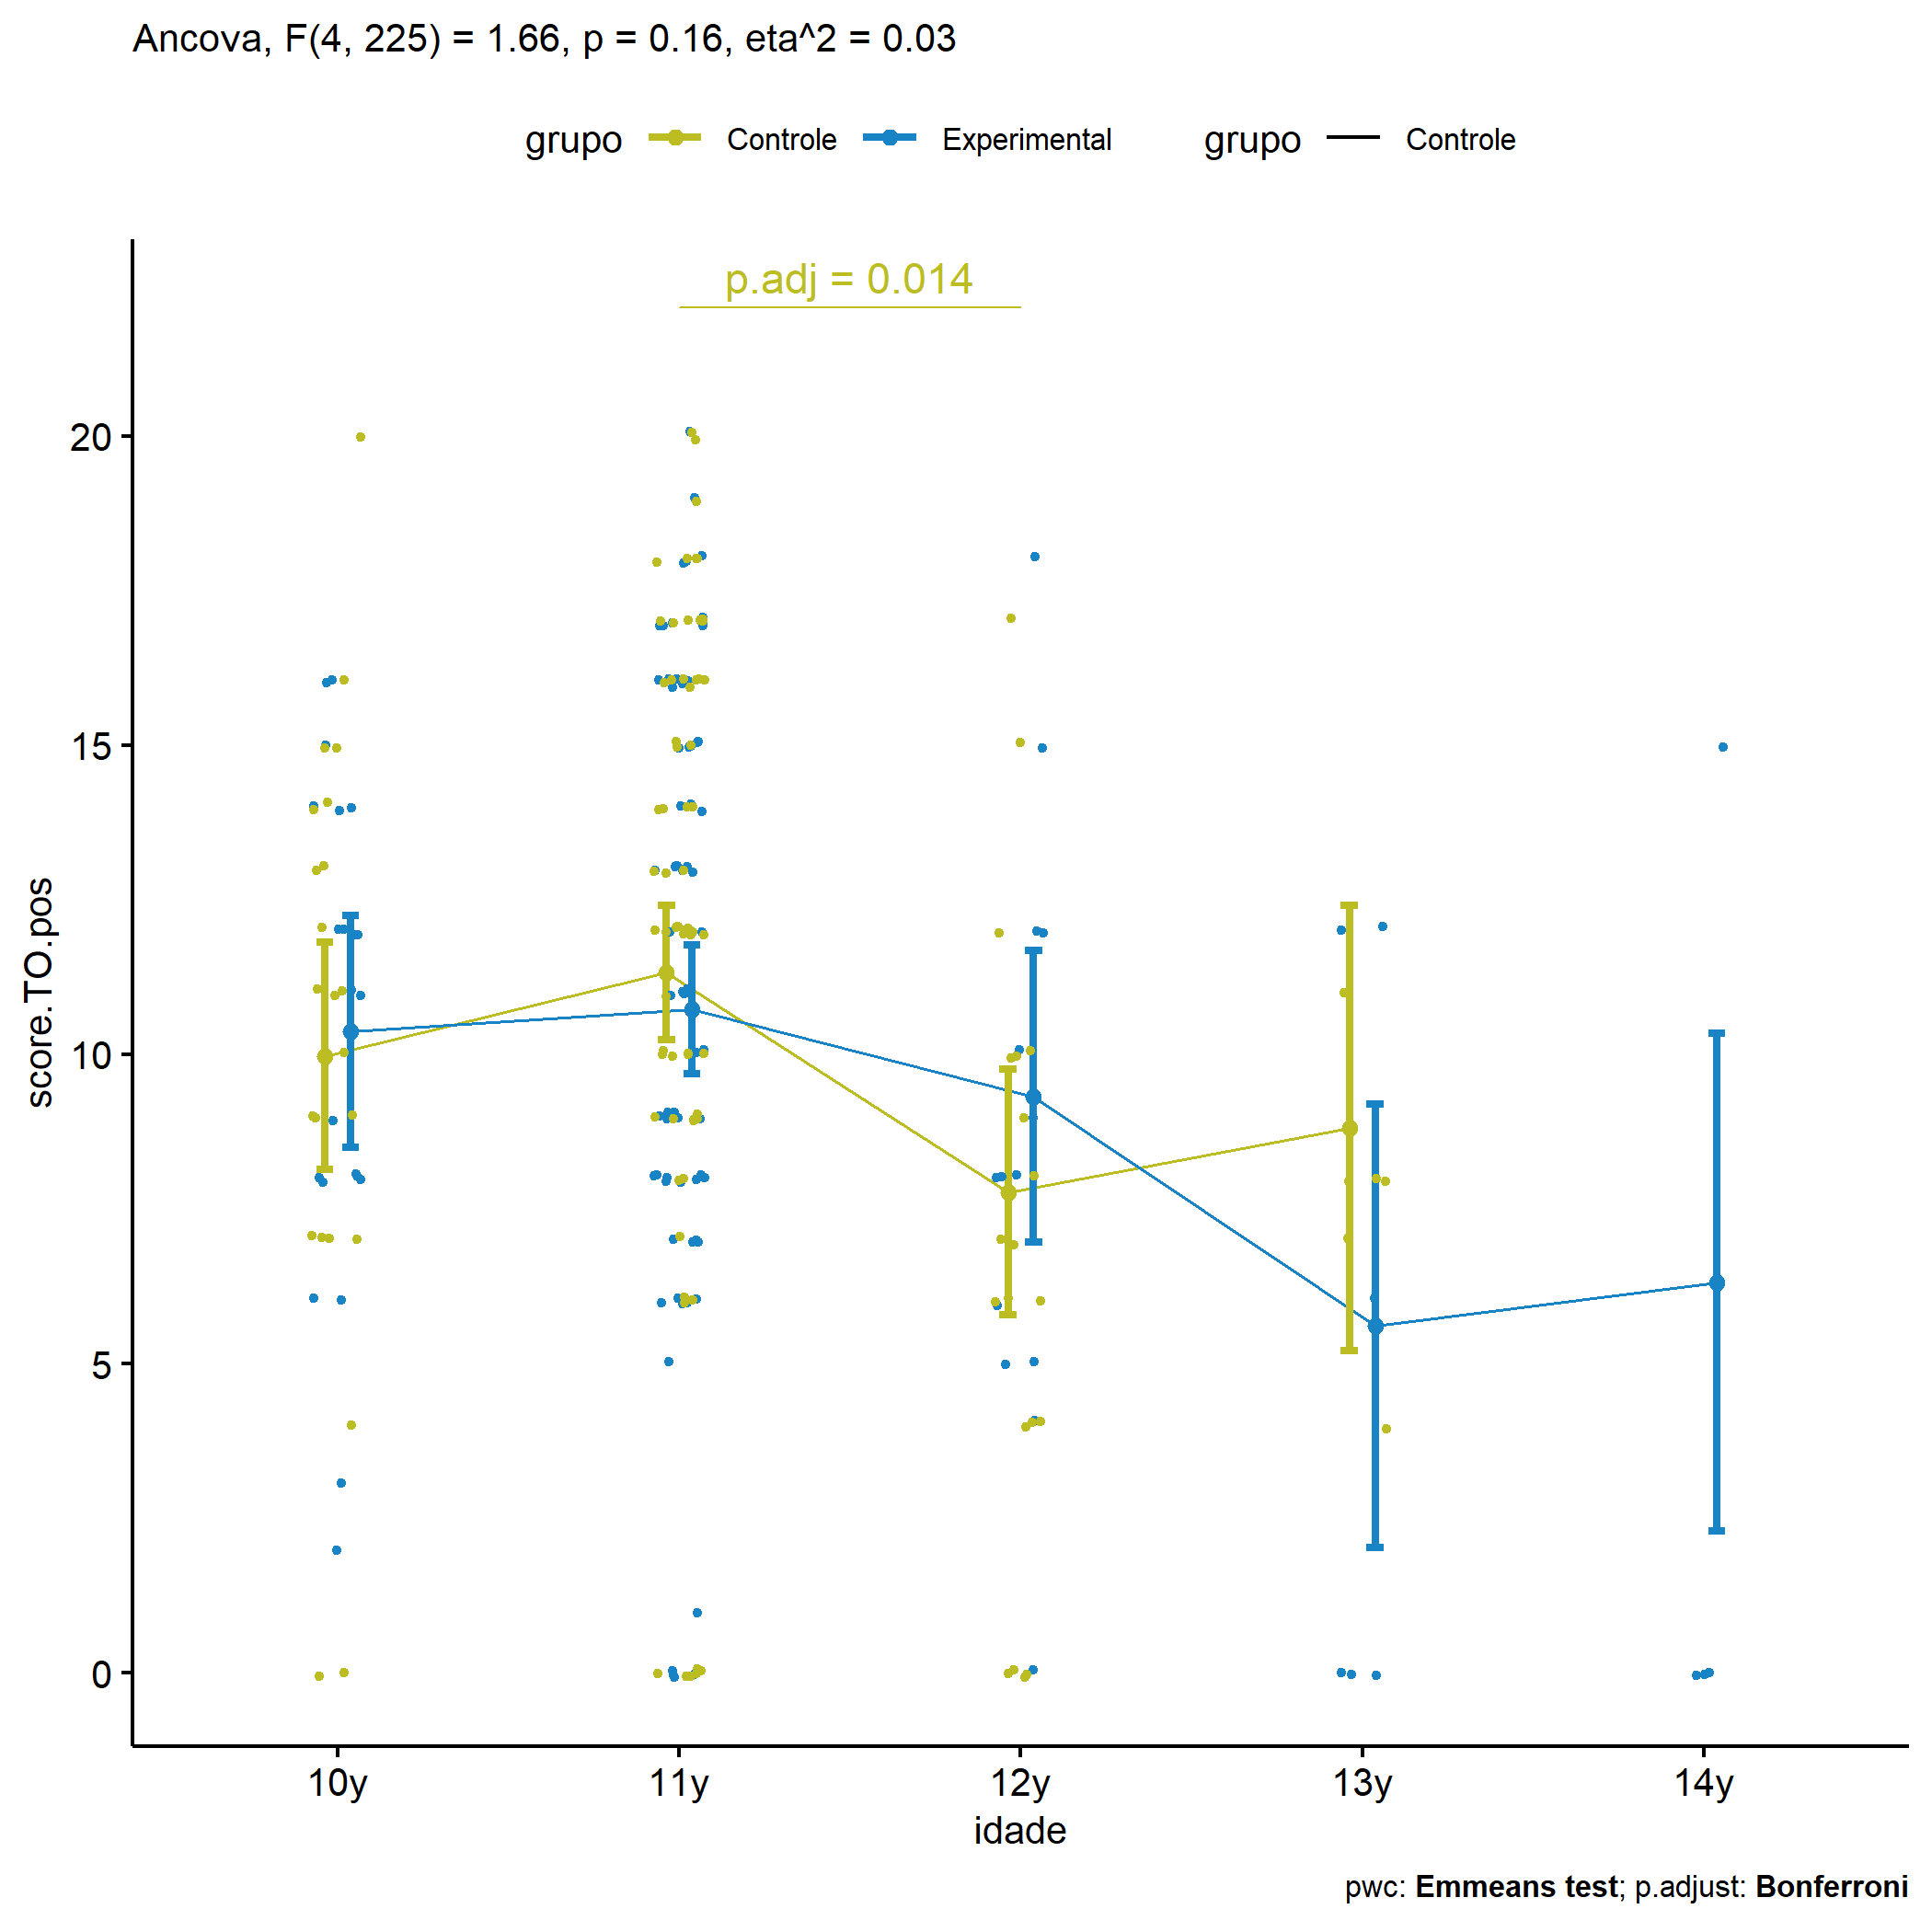 Ancova, F(4, 225) = 1.66, p = 0.16, eta^2 = 0.03
grupo Controle Experimental grupo Controle
p.adj = 0.014
20
15
10
5
0
score.TO.pos
10y 11y 12y 13y 14y
idade
pwc: Emmeans test; p.adjust: Bonferroni